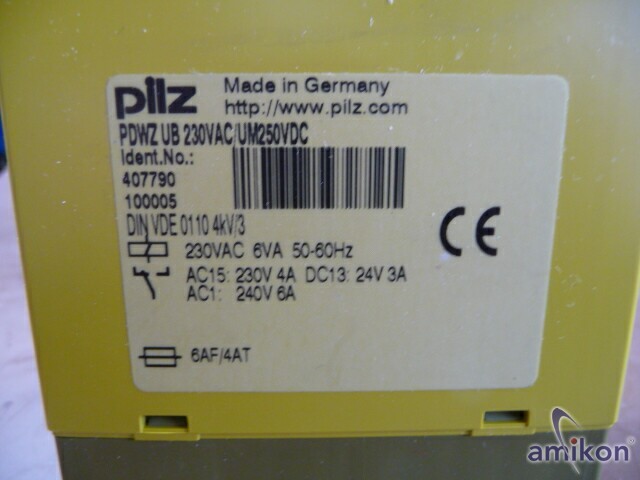 pilz
Made in Germany
http://www.pilz.com
PDWZ UB 230VAC/UM250VDC
Ident.No.:
407790
100005
DIN VDE 0110 4kV/3
CE
230VAC 6VA 50-60Hz
AC15: 230V 4A DC13: 24V 3A
AC1: 240V 6A
6AF/4AT
amikon®